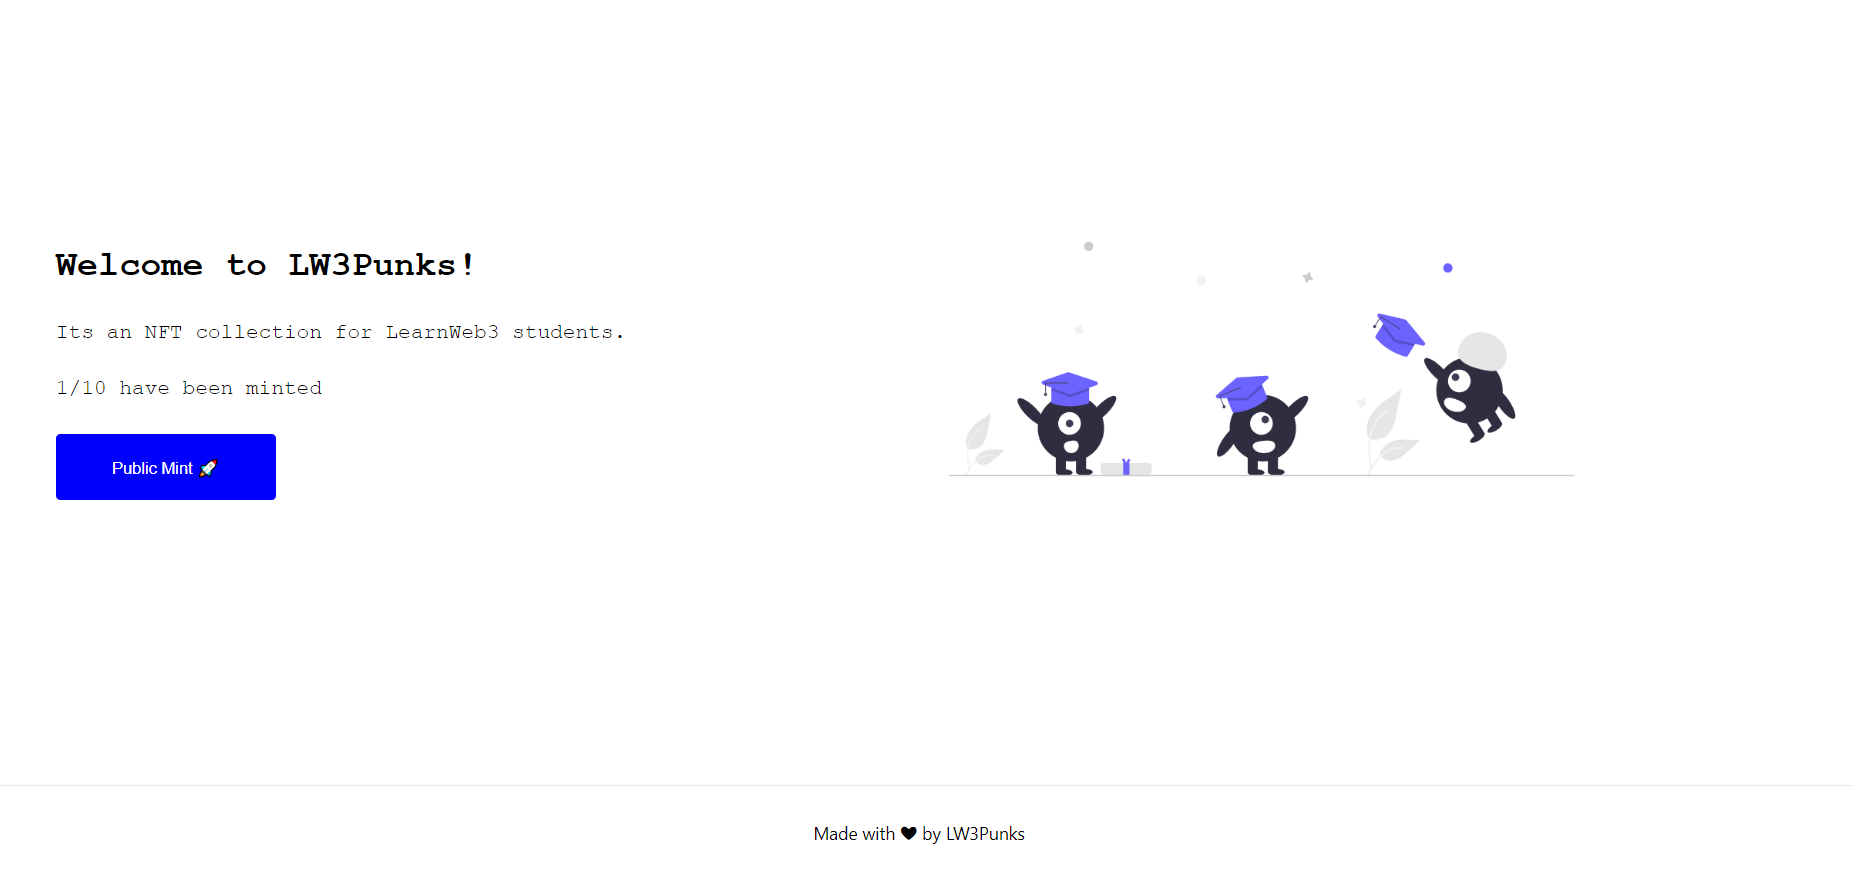 Welcome to LW3Punks!
Its an NFT collection for LearnWeb3 students.
1/10 have been minted
Public Mint 🚀
Made with ❤ by LW3Punks